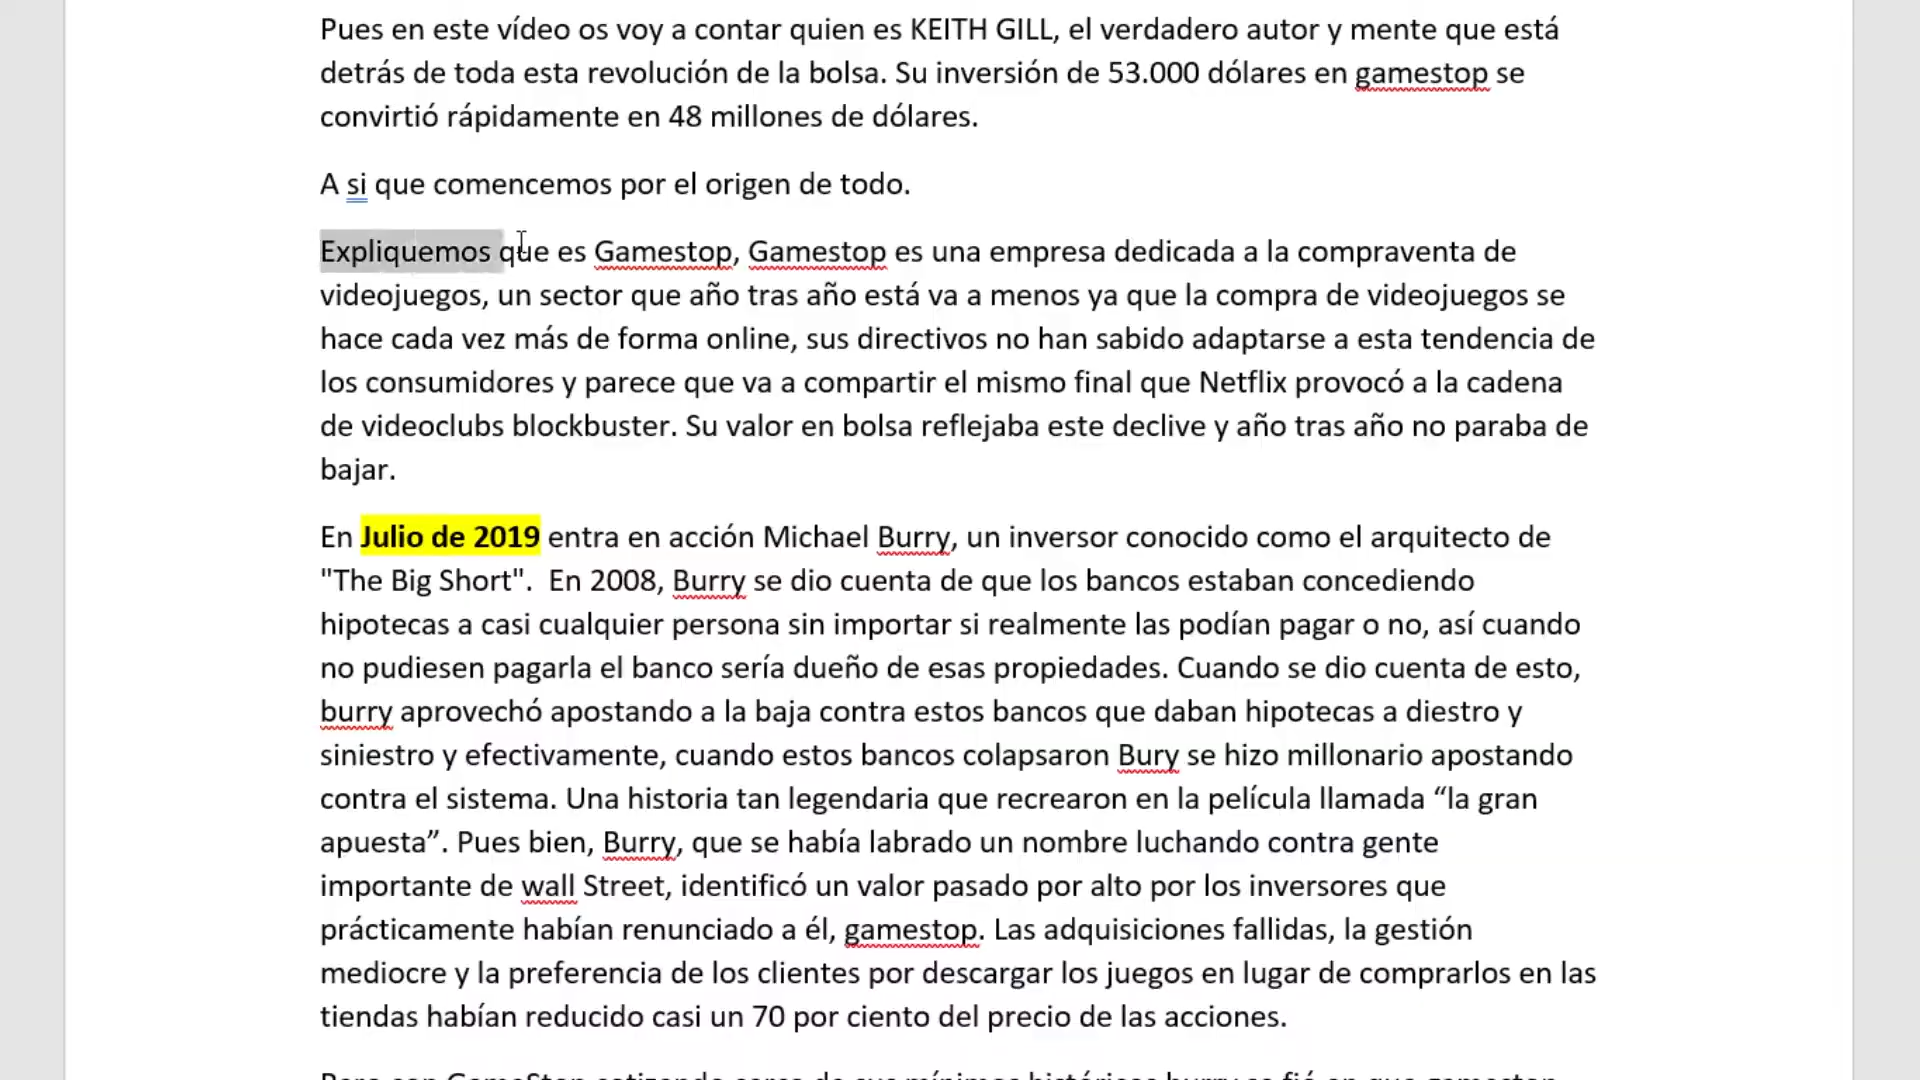 Pues en este vídeo os voy a contar quien es KEITH GILL, el verdadero autor y mente que está
detrás de toda esta revolución de la bolsa. Su inversión de 53.000 dólares en gamestop se
convirtió rápidamente en 48 millones de dólares.
A si que comencemos por el origen de todo.
Expliquemos que es Gamestop, Gamestop es una empresa dedicada a la compraventa de
videojuegos, un sector que año tras año está va a menos ya que la compra de videojuegos se
hace cada vez más de forma online, sus directivos no han sabido adaptarse a esta tendencia de
los consumidores y parece que va a compartir el mismo final que Netflix provocó a la cadena
de videoclubs blockbuster. Su valor en bolsa reflejaba este declive y año tras año no paraba de
bajar.
En Julio de 2019 entra en acción Michael Burry, un inversor conocido como el arquitecto de
"The Big Short".  En 2008, Burry se dio cuenta de que los bancos estaban concediendo
hipotecas a casi cualquier persona sin importar si realmente las podían pagar o no, así cuando
no pudiesen pagarla el banco sería dueño de esas propiedades. Cuando se dio cuenta de esto,
burry aprovechó apostando a la baja contra estos bancos que daban hipotecas a diestro y
siniestro y efectivamente, cuando estos bancos colapsaron Bury se hizo millonario apostando
contra el sistema. Una historia tan legendaria que recrearon en la película llamada “la gran
apuesta”. Pues bien, Burry, que se había labrado un nombre luchando contra gente
importante de wall Street, identificó un valor pasado por alto por los inversores que
prácticamente habían renunciado a él, gamestop. Las adquisiciones fallidas, la gestión
mediocre y la preferencia de los clientes por descargar los juegos en lugar de comprarlos en las
tiendas habían reducido casi un 70 por ciento del precio de las acciones.